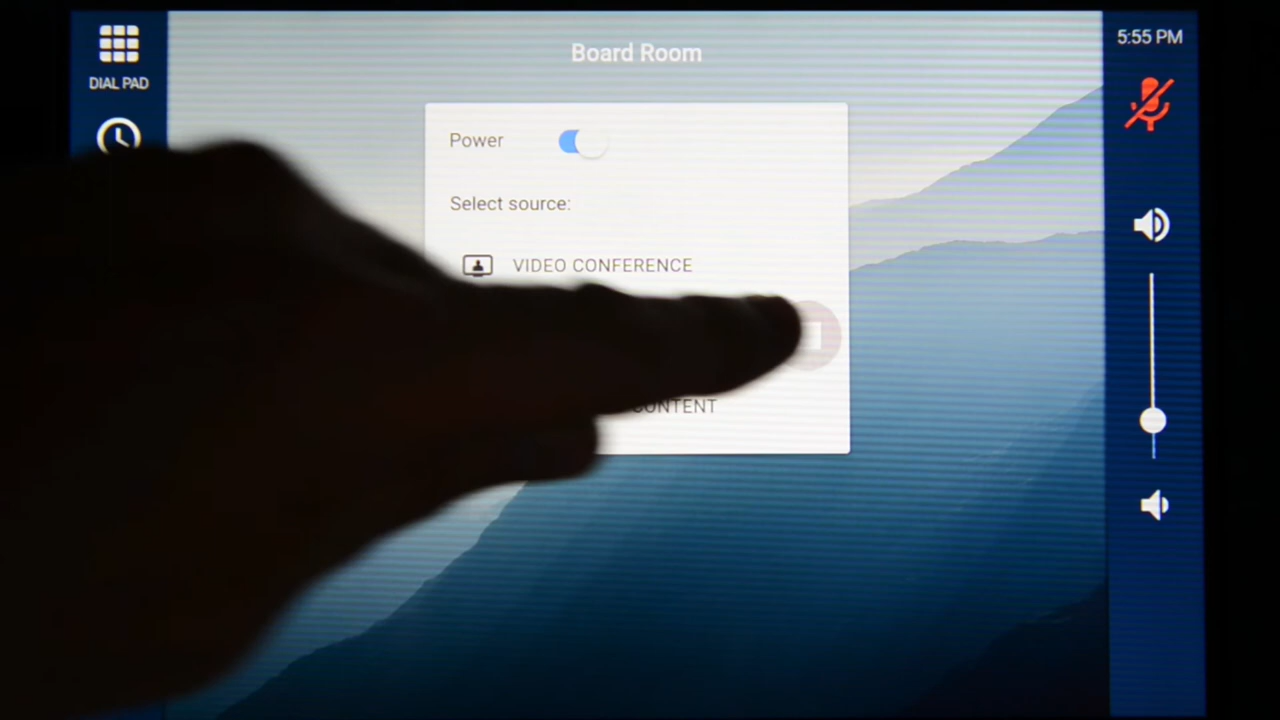 Board Room
5:55 PM
DIAL PAD
Power
Select source:
VIDEO CONFERENCE
CONTENT